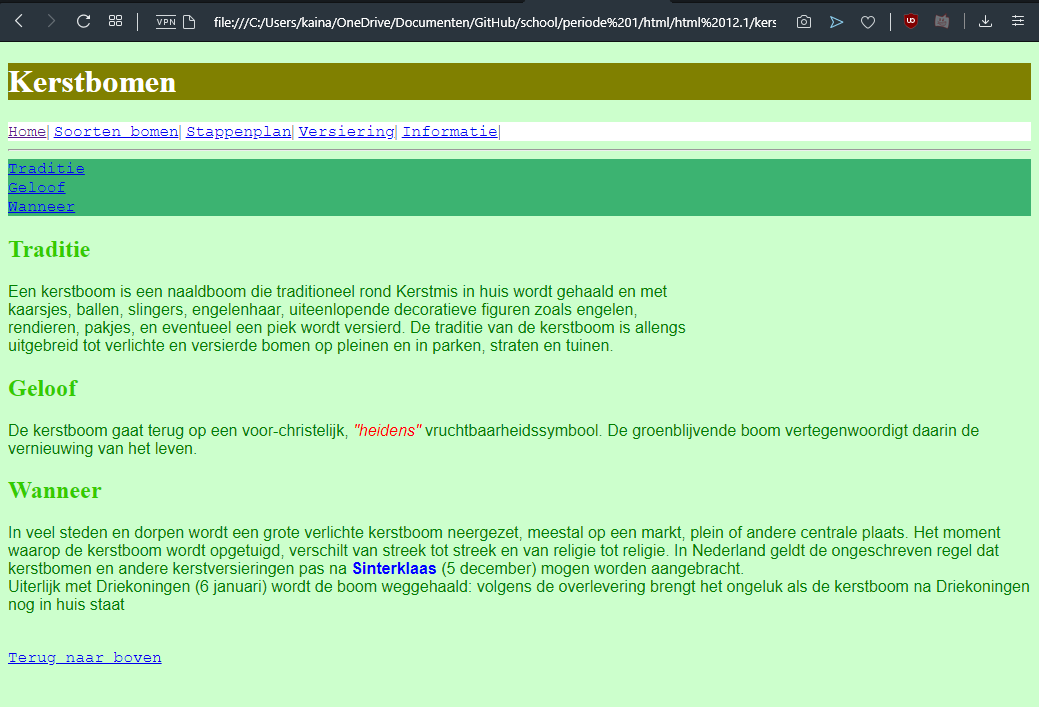 VPN
file:///C:/Users/kaina/OneDrive/Documenten/GitHub/school/periode%201/html/html%2012.1/kers
Kerstbomen
Home| Soorten bomen| Stappenplan| Versiering| Informatie|
Traditie
Geloof
Wanneer
Traditie
Een kerstboom is een naaldboom die traditioneel rond Kerstmis in huis wordt gehaald en met
kaarsjes, ballen, slingers, engelenhaar, uiteenlopende decoratieve figuren zoals engelen,
rendieren, pakjes, en eventueel een piek wordt versierd. De traditie van de kerstboom is allengs
uitgebreid tot verlichte en versierde bomen op pleinen en in parken, straten en tuinen.
Geloof
De kerstboom gaat terug op een voor-christelijk, "heidens" vruchtbaarheidssymbool. De groenblijvende boom vertegenwoordigt daarin de
vernieuwing van het leven.
Wanneer
In veel steden en dorpen wordt een grote verlichte kerstboom neergezet, meestal op een markt, plein of andere centrale plaats. Het moment
waarop de kerstboom wordt opgetuigd, verschilt van streek tot streek en van religie tot religie. In Nederland geldt de ongeschreven regel dat
kerstbomen en andere kerstversieringen pas na Sinterklaas (5 december) mogen worden aangebracht.
Uiterlijk met Driekoningen (6 januari) wordt de boom weggehaald: volgens de overlevering brengt het ongeluk als de kerstboom na Driekoningen
nog in huis staat
Terug naar boven